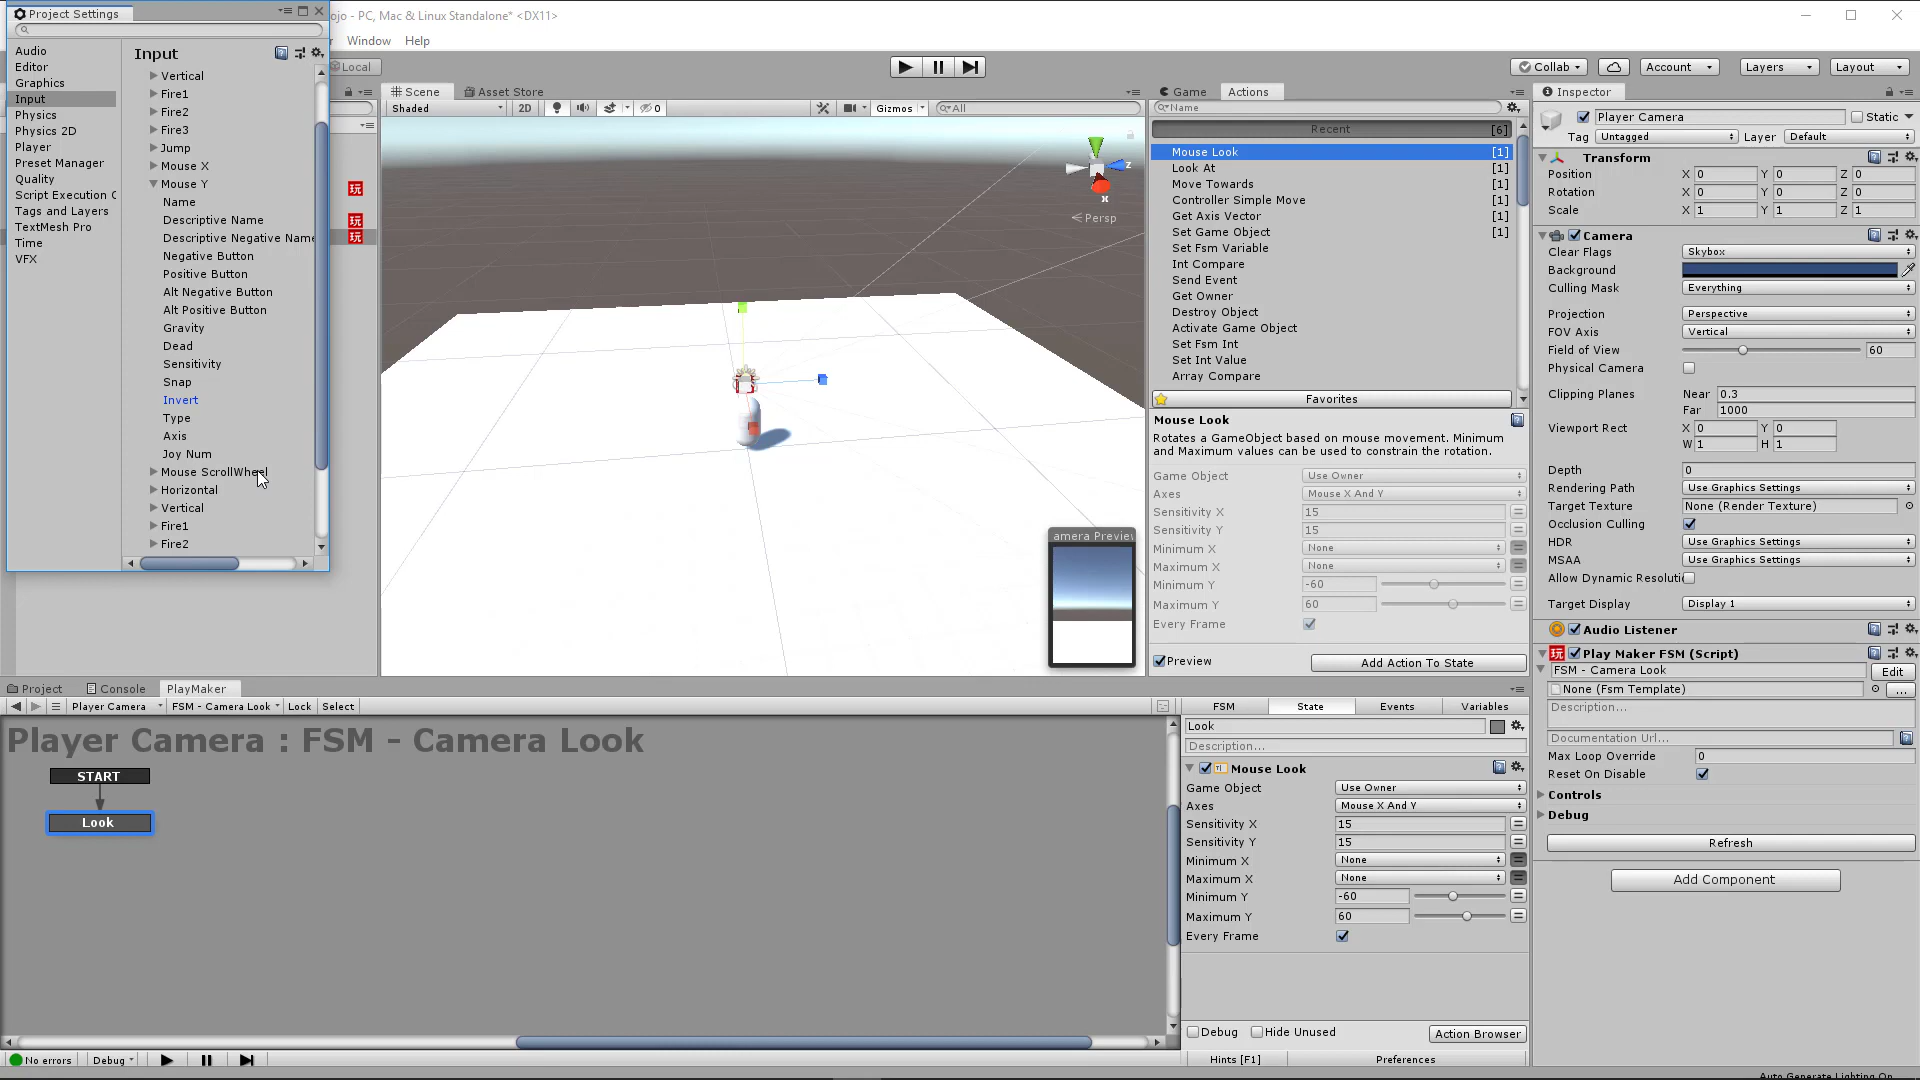 Project Settings
ojo - PC, Mac & Linux Standalone* <DX11>
Window Help
Audio
Editor
Graphics
Input
Physics
Physics 2D
Player
Preset Manager
Quality
Script Execution O
Tags and Layers
TextMesh Pro
Time
VFX
Input
Vertical
Fire1
Fire2
Fire3
Jump
Mouse X
Mouse Y
Name
Descriptive Name
Descriptive Negative Name
Negative Button
Positive Button
Alt Negative Button
Alt Positive Button
Gravity
Dead
Sensitivity
Snap
Invert
Type
Axis
Joy Num
Mouse ScrollWheel
Horizontal
Vertical
Fire1
Fire2
Local
Collab Account Layers Layout
Scene Asset Store
Shaded 2D 0 Gizmos All
z
x
Persp
amera Preview
Game Actions
Name
Recent [6]
Mouse Look [1]
Look At [1]
Move Towards [1]
Controller Simple Move [1]
Get Axis Vector [1]
Set Game Object [1]
Set Fsm Variable
Int Compare
Send Event
Get Owner
Destroy Object
Activate Game Object
Set Fsm Int
Set Int Value
Array Compare
Favorites
Mouse Look
Rotates a GameObject based on mouse movement. Minimum
and Maximum values can be used to constrain the rotation.
Game Object Use Owner
Axes Mouse X And Y
Sensitivity X 15
Sensitivity Y 15
Minimum X None
Maximum X None
Minimum Y -60
Maximum Y 60
Every Frame
Preview Add Action To State
Inspector
Player Camera Static
Tag Untagged Layer Default
Transform
Position X 0 Y 0 Z 0
Rotation X 0 Y 0 Z 0
Scale X 1 Y 1 Z 1
Camera
Clear Flags Skybox
Background
Culling Mask Everything
Projection Perspective
FOV Axis Vertical
Field of View 60
Physical Camera
Clipping Planes Near 0.3
Far 1000
Viewport Rect X 0 Y 0
W 1 H 1
Depth 0
Rendering Path Use Graphics Settings
Target Texture None (Render Texture)
Occlusion Culling
HDR Use Graphics Settings
MSAA Use Graphics Settings
Allow Dynamic Resoluti
Target Display Display 1
Audio Listener
玩 Play Maker FSM (Script)
FSM - Camera Look Edit
None (Fsm Template) ...
Description...
Documentation Url...
Max Loop Override 0
Reset On Disable
Controls
Debug
Refresh
Add Component
玩
玩
玩
Project Console PlayMaker
Player Camera FSM - Camera Look Lock Select
Player Camera : FSM - Camera Look
START
Look
FSM State Events Variables
Look
Description...
Mouse Look
Game Object Use Owner
Axes Mouse X And Y
Sensitivity X 15
Sensitivity Y 15
Minimum X None
Maximum X None
Minimum Y -60
Maximum Y 60
Every Frame
Debug Hide Unused Action Browser
Hints [F1] Preferences
No errors Debug
Auto Generate Lighting On